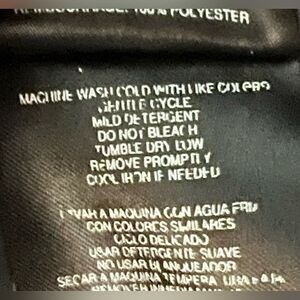 100% POLYESTER
MACHINE WASH COLD WITH LIKE COLORS
GENTLE CYCLE
MILD DETERGENT
DO NOT BLEACH
TUMBLE DRY LOW
REMOVE PROMPTLY
COOL IRON IF NEEDED
LAVAR A MAQUINA CON AGUA FRIA
CON COLORES SIMILARES
CICLO DELICADO
USAR DETERGENTE SUAVE
NO USAR BLANQUEADOR
SECAR A MAQUINA